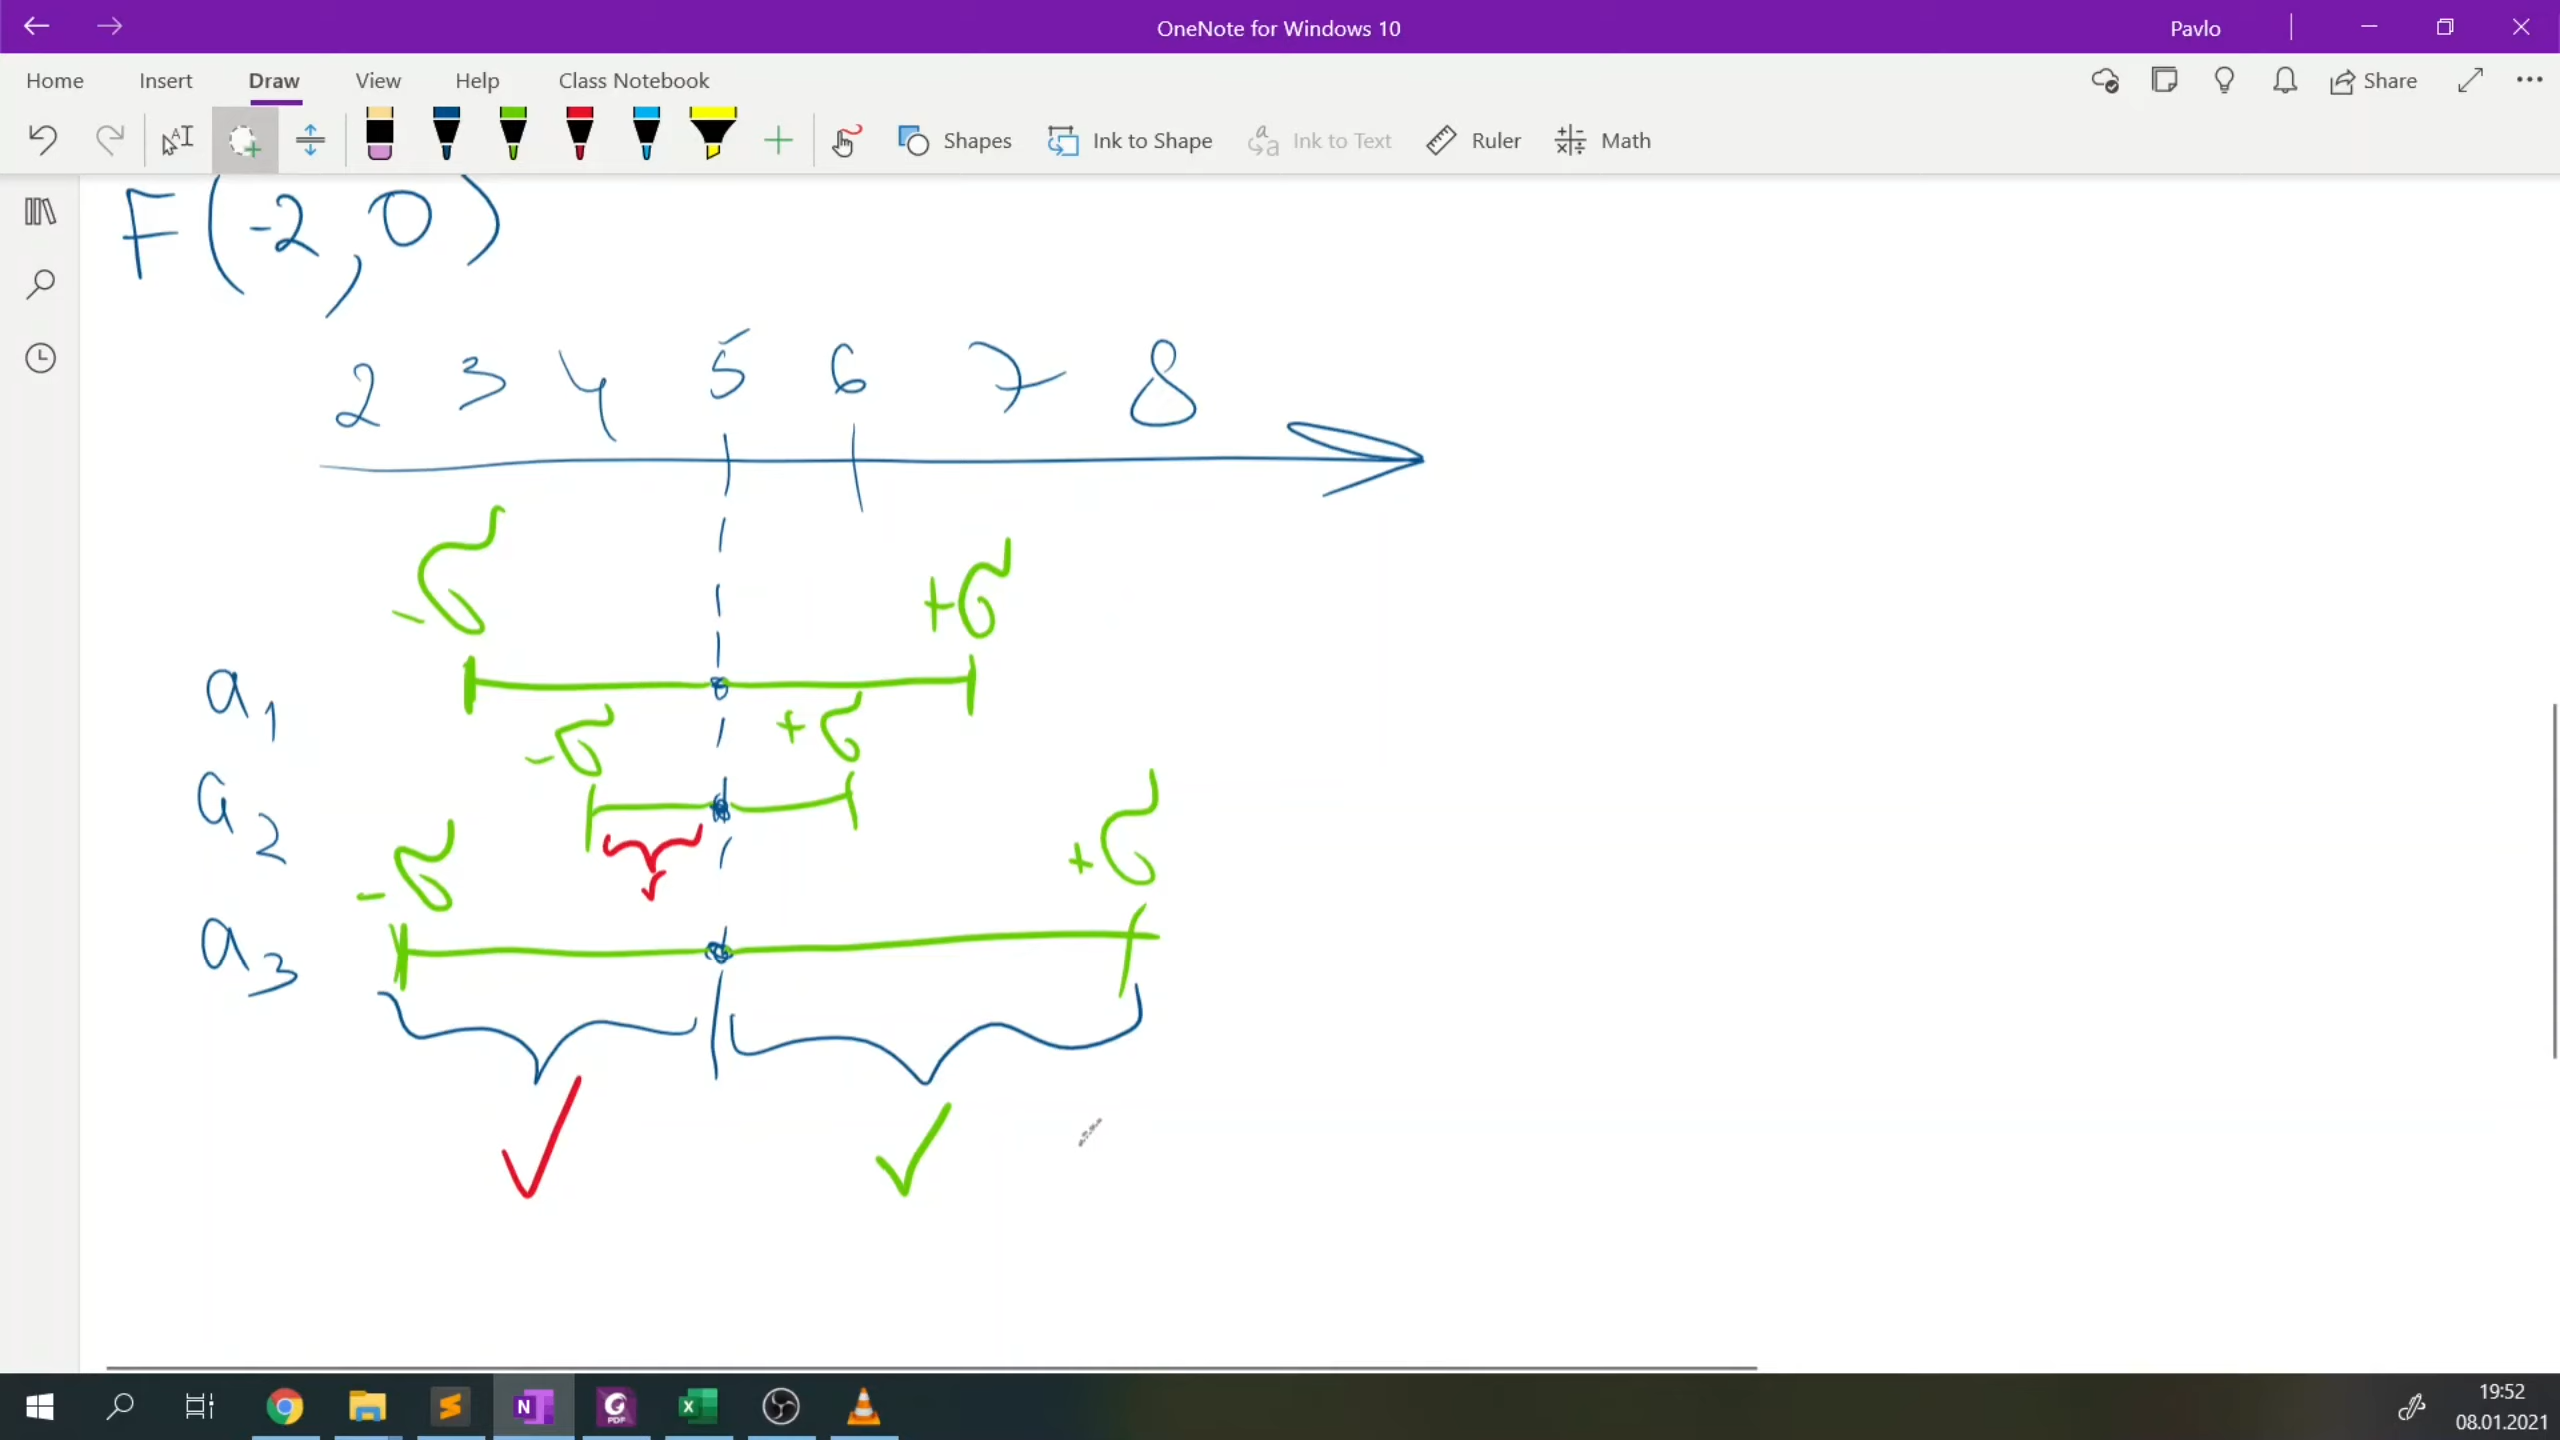 OneNote for Windows 10 Pavlo
Home Insert Draw View Help Class Notebook Share
Shapes Ink to Shape Ink to Text Ruler Math
F(-2, 0)
2 3 4 5 6 7 8
-σ +σ
a1
-σ +σ
a2
-σ +σ
a3
19:52
08.01.2021